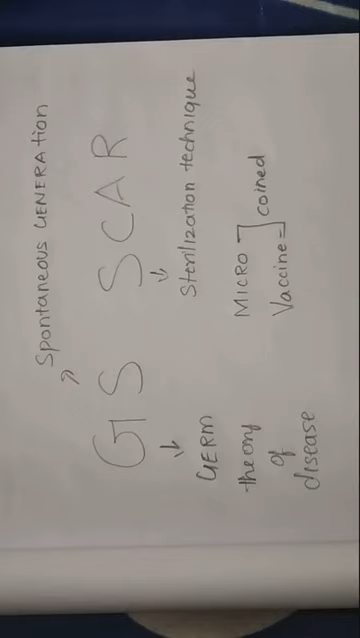 Spontaneous GENERAtion
GS SCAR
GERM
theory
of
disease
Sterilization technique
MICRO
Vaccine
coined